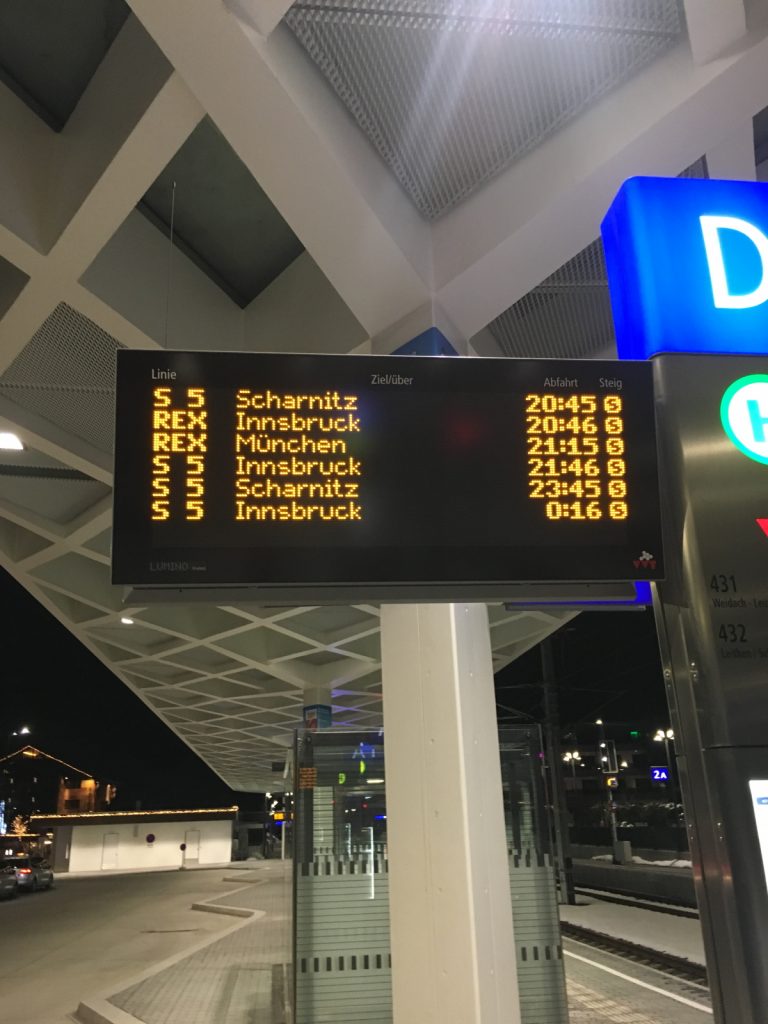 D
Linie Ziel/über Abfahrt Steig
S 5 Scharnitz 20:45 0
REX Innsbruck 20:46 0
REX München 21:15 0
S 5 Innsbruck 21:46 0
S 5 Scharnitz 23:45 0
S 5 Innsbruck 0:16 0
LUMINO
H
431
Weidach
432
2A